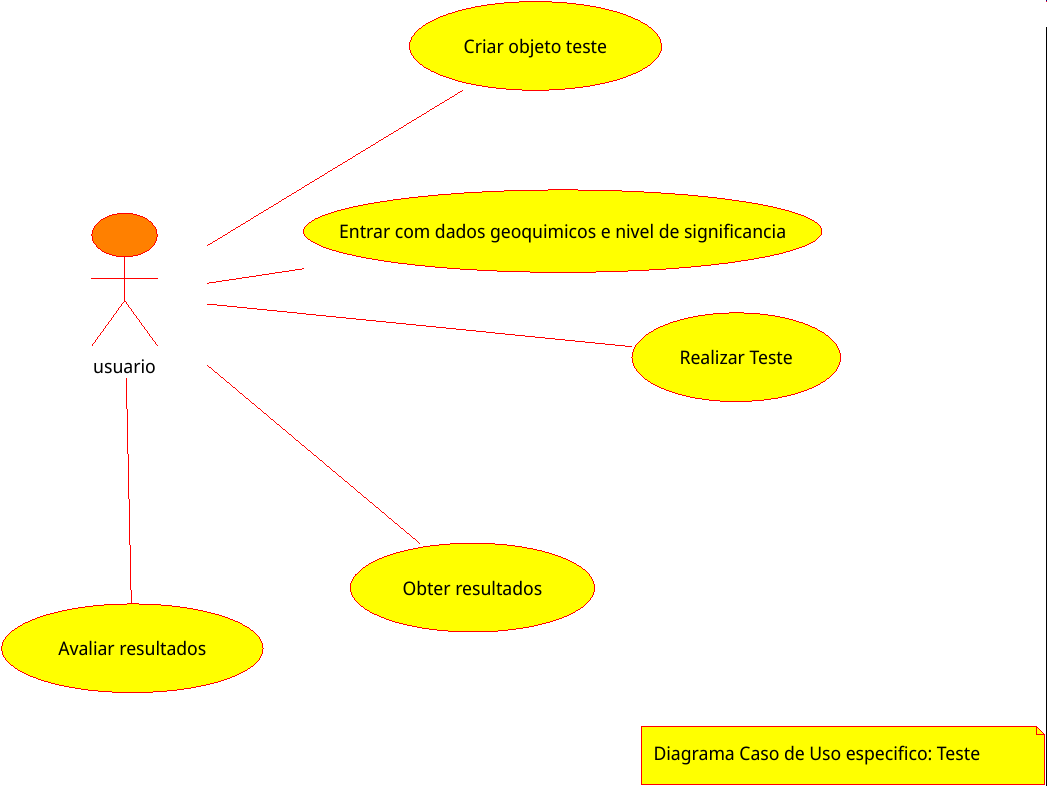 Criar objeto teste
Entrar com dados geoquimicos e nivel de significancia
Realizar Teste
usuario
Obter resultados
Avaliar resultados
Diagrama Caso de Uso especifico: Teste